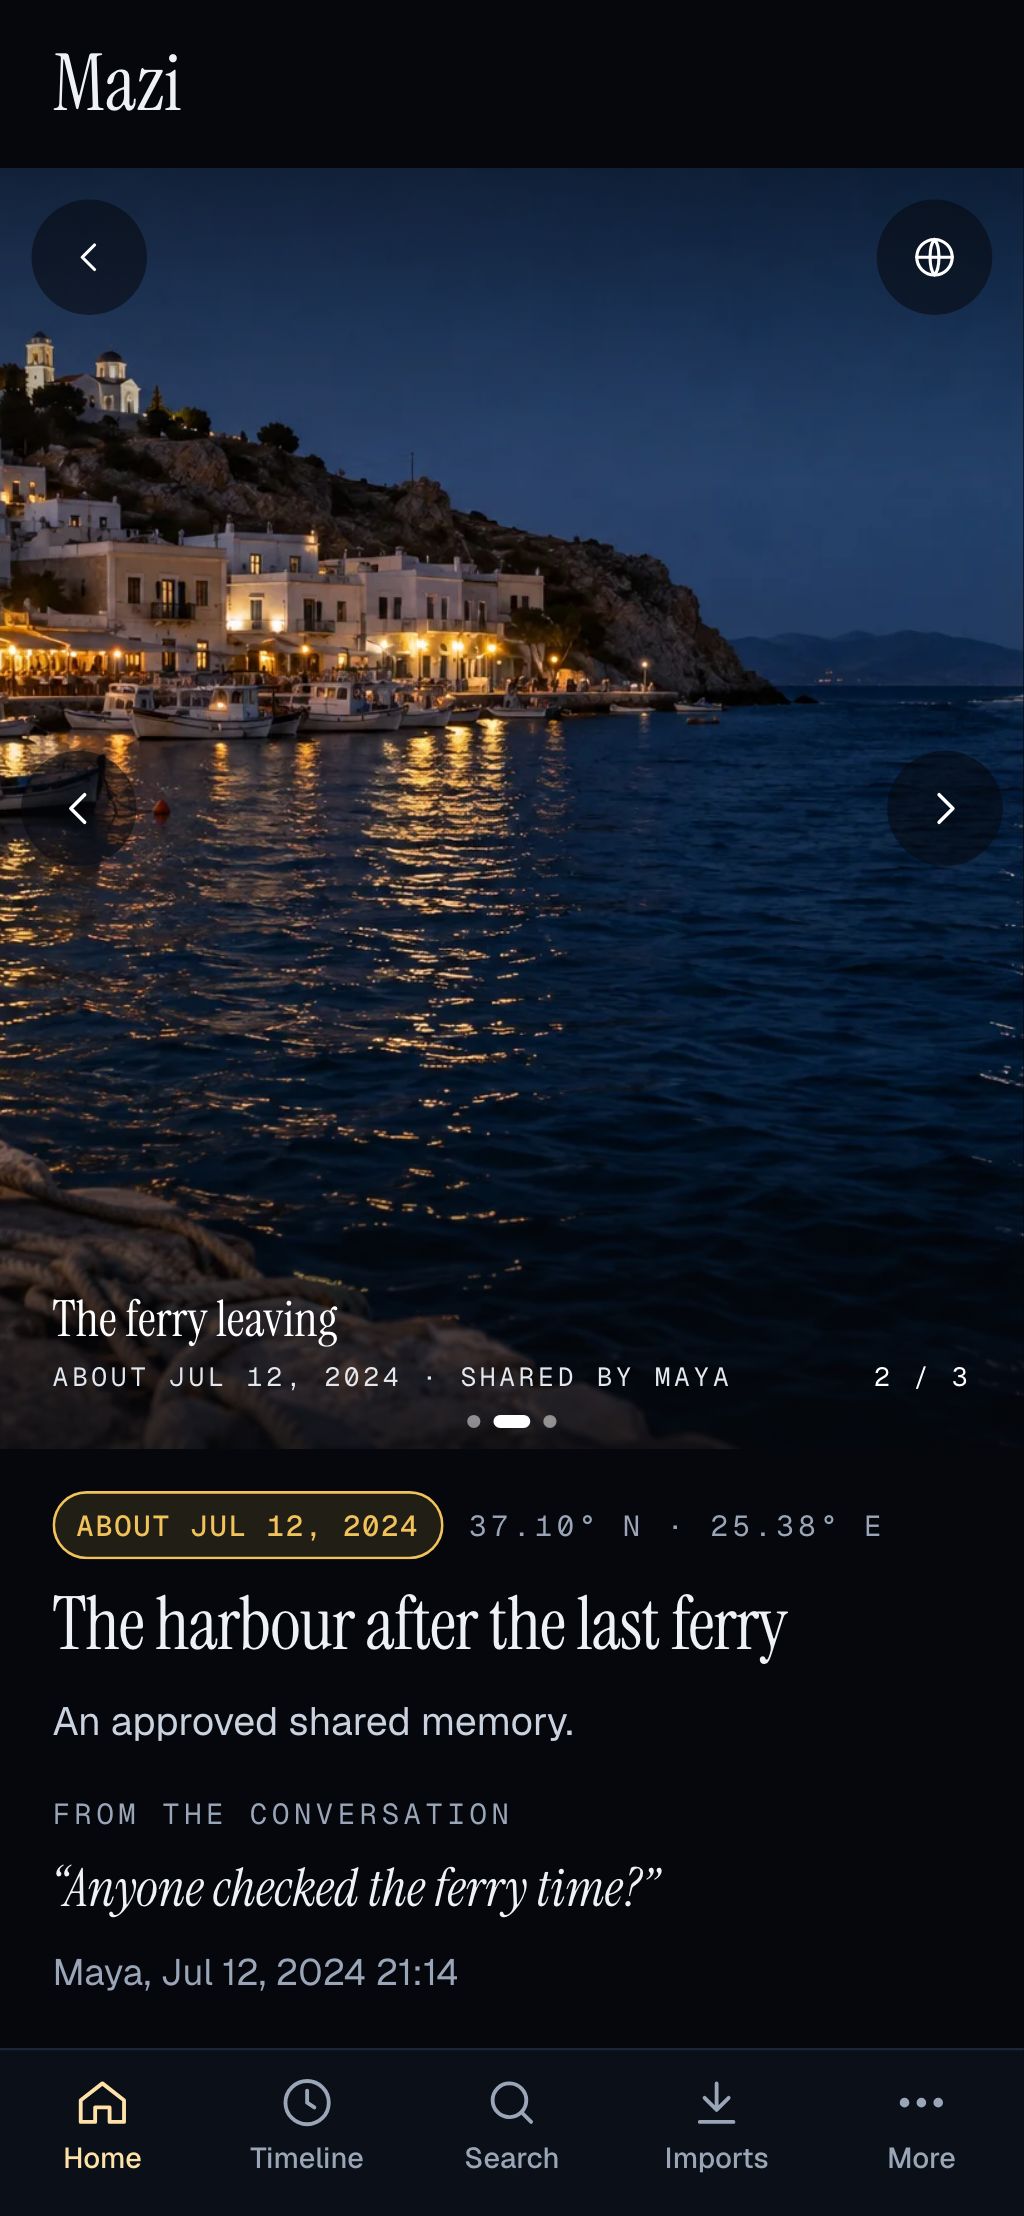 Mazi
The ferry leaving
ABOUT JUL 12, 2024 · SHARED BY MAYA 2 / 3
ABOUT JUL 12, 2024 37.10° N · 25.38° E
The harbour after the last ferry
An approved shared memory.
FROM THE CONVERSATION
“Anyone checked the ferry time?”
Maya, Jul 12, 2024 21:14
Home Timeline Search Imports More